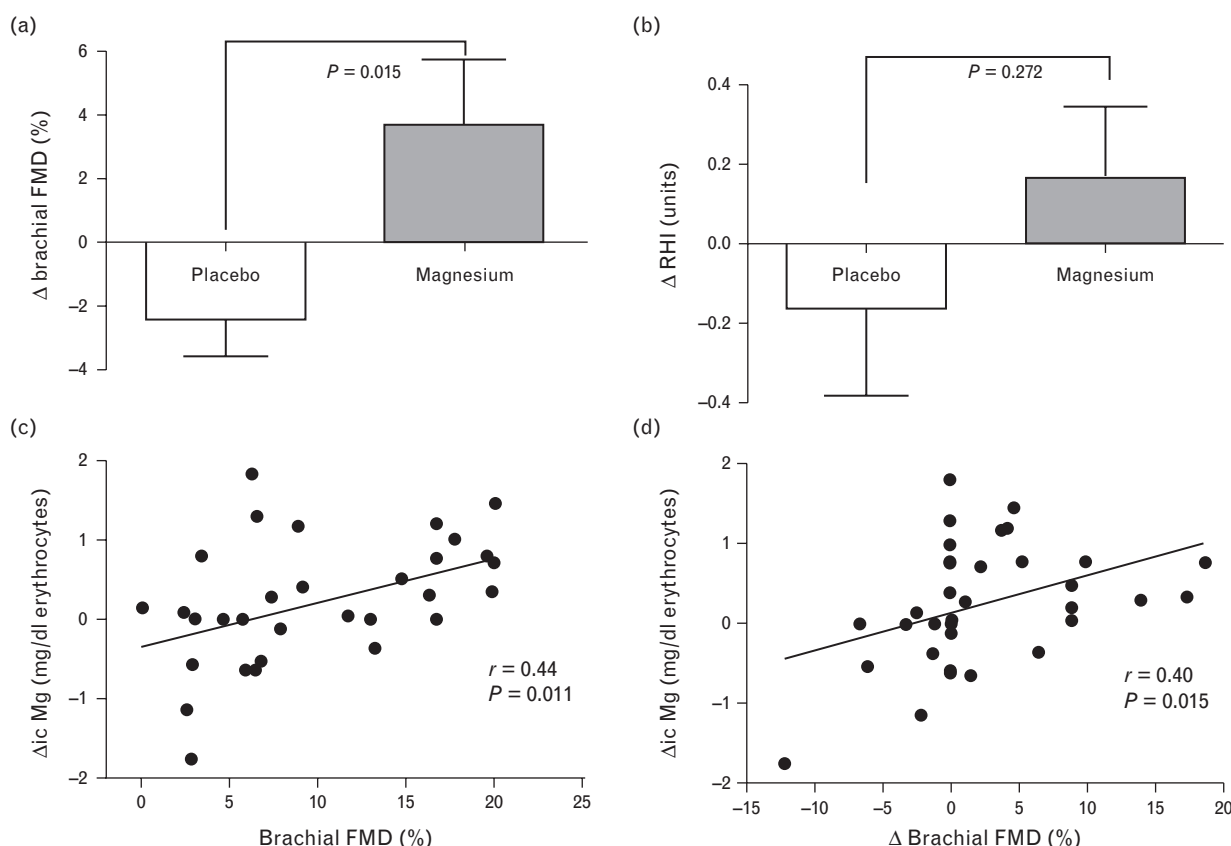 (a)
6
4
2
0
−2
−4
Δ brachial FMD (%)
P = 0.015
Placebo
Magnesium
(b)
0.4
0.2
0.0
−0.2
−0.4
Δ RHI (units)
P = 0.272
Placebo
Magnesium
(c)
2
1
0
−1
−2
Δic Mg (mg/dl erythrocytes)
r = 0.44
P = 0.011
0 5 10 15 20 25
Brachial FMD (%)
(d)
2
1
0
−1
−2
Δic Mg (mg/dl erythrocytes)
r = 0.40
P = 0.015
−15 −10 −5 0 5 10 15 20
Δ Brachial FMD (%)